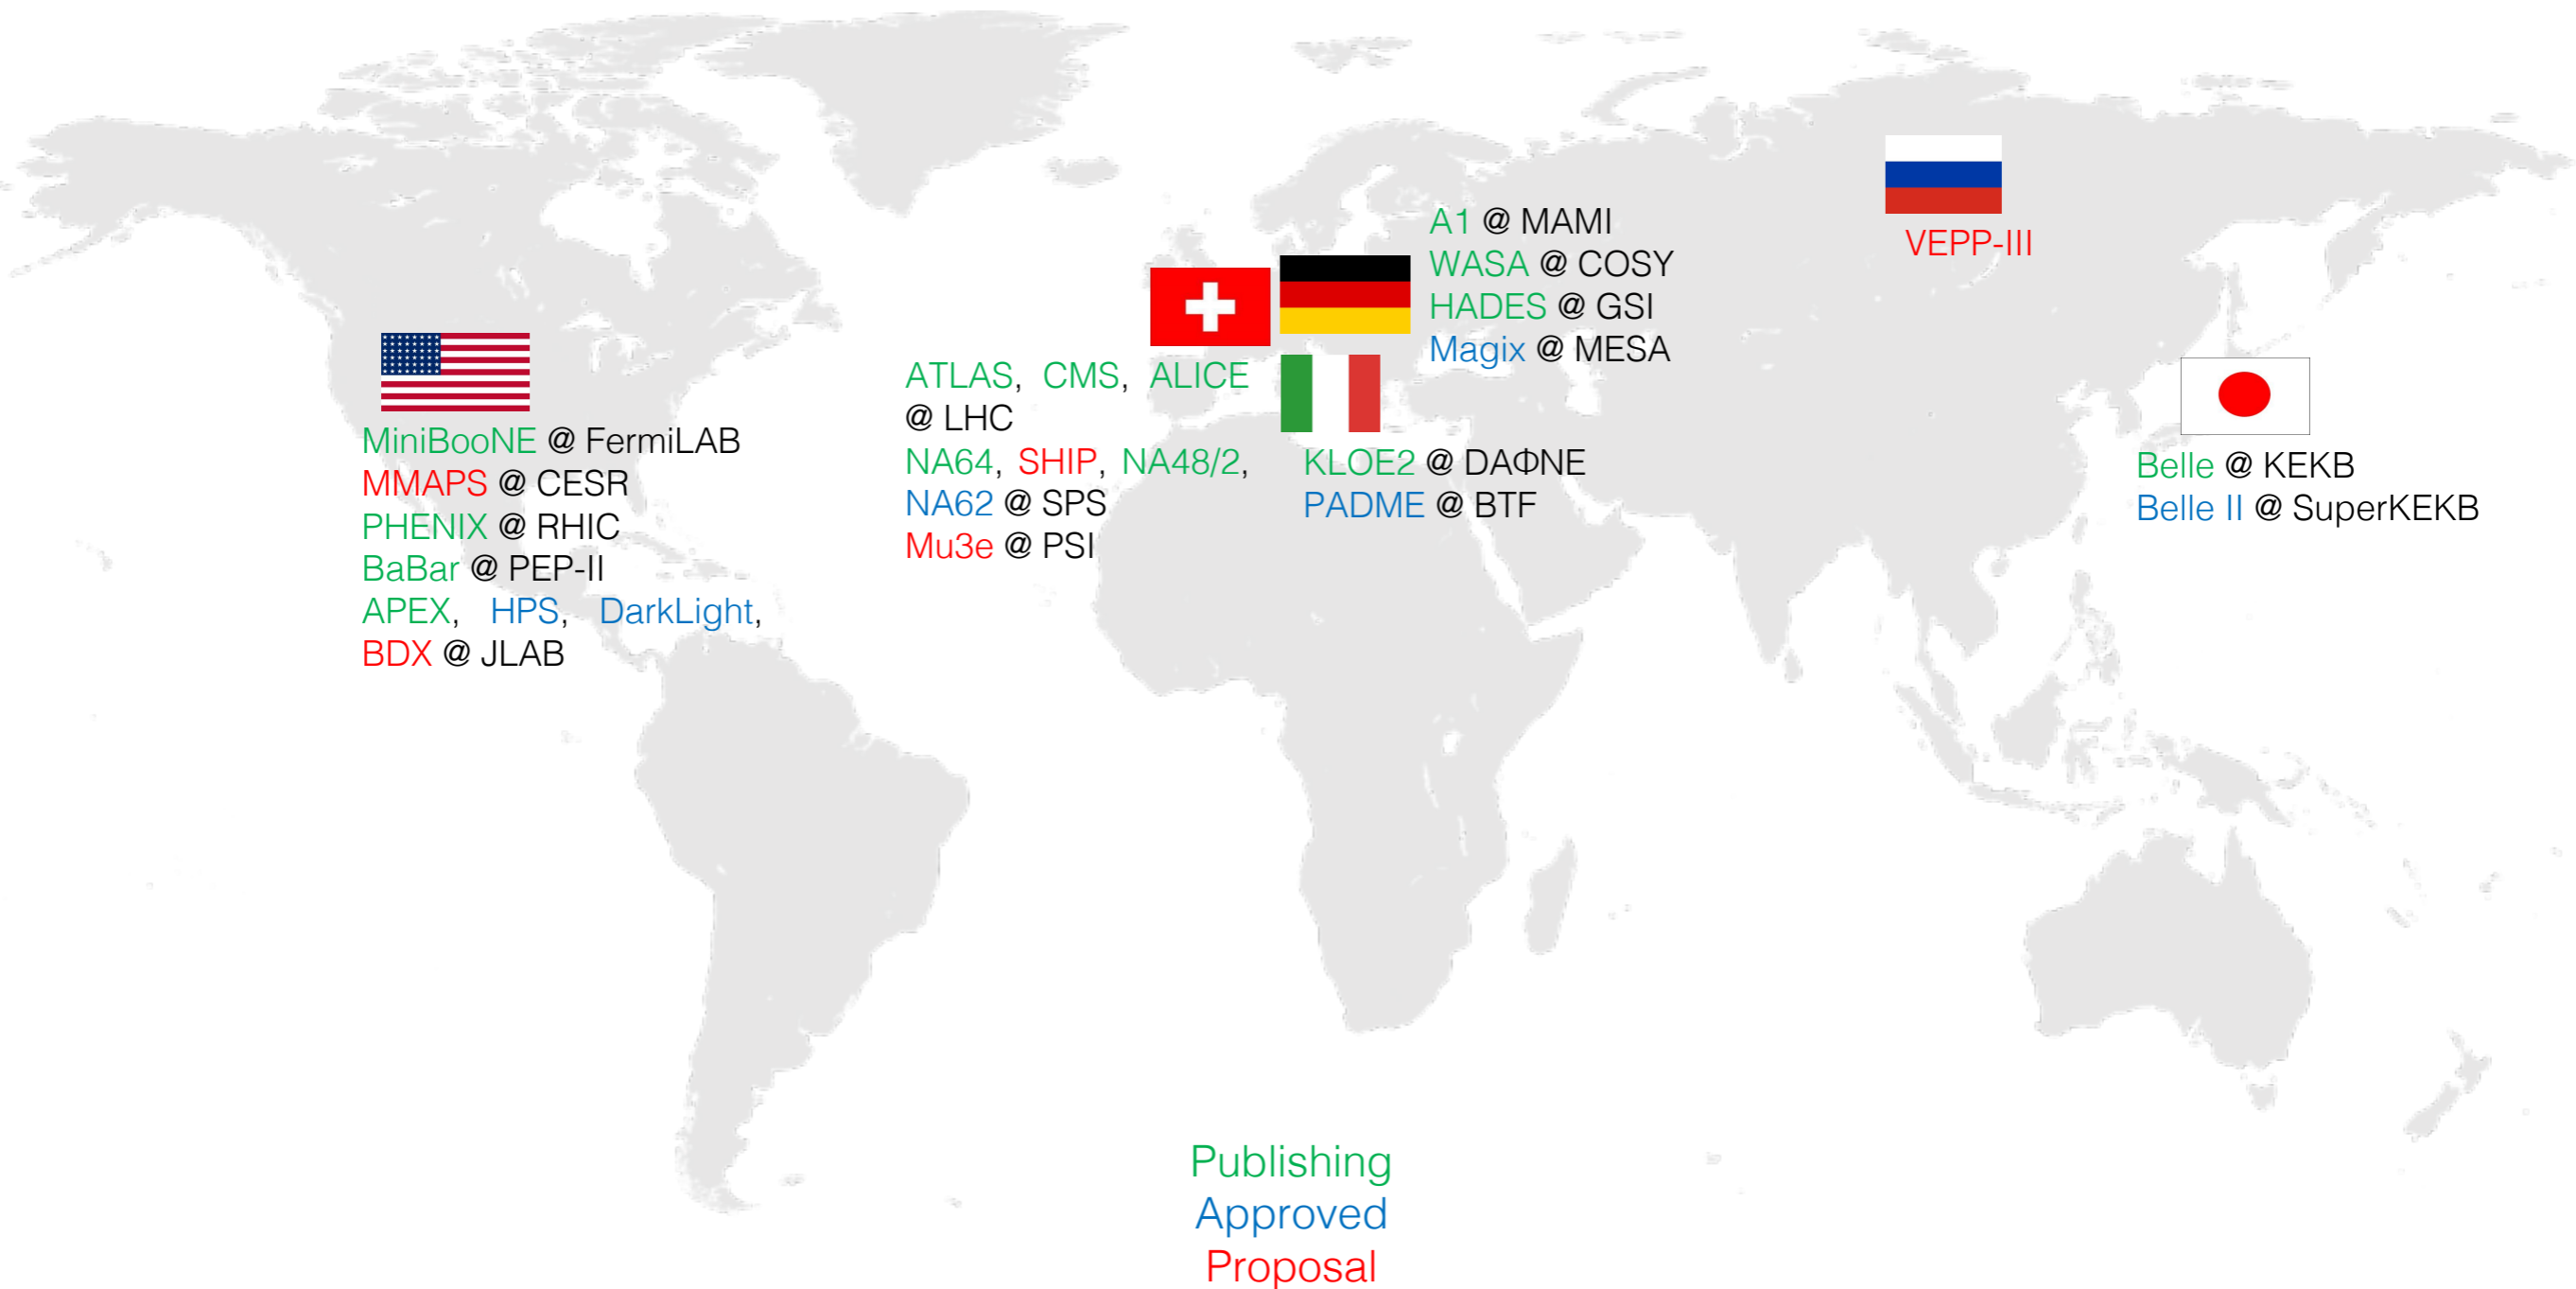 MiniBooNE @ FermiLAB
MMAPS @ CESR
PHENIX @ RHIC
BaBar @ PEP-II
APEX, HPS, DarkLight,
BDX @ JLAB
ATLAS, CMS, ALICE
@ LHC
NA64, SHIP, NA48/2,
NA62 @ SPS
Mu3e @ PSI
A1 @ MAMI
WASA @ COSY
HADES @ GSI
Magix @ MESA
KLOE2 @ DAΦNE
PADME @ BTF
VEPP-III
Belle @ KEKB
Belle II @ SuperKEKB
Publishing
Approved
Proposal